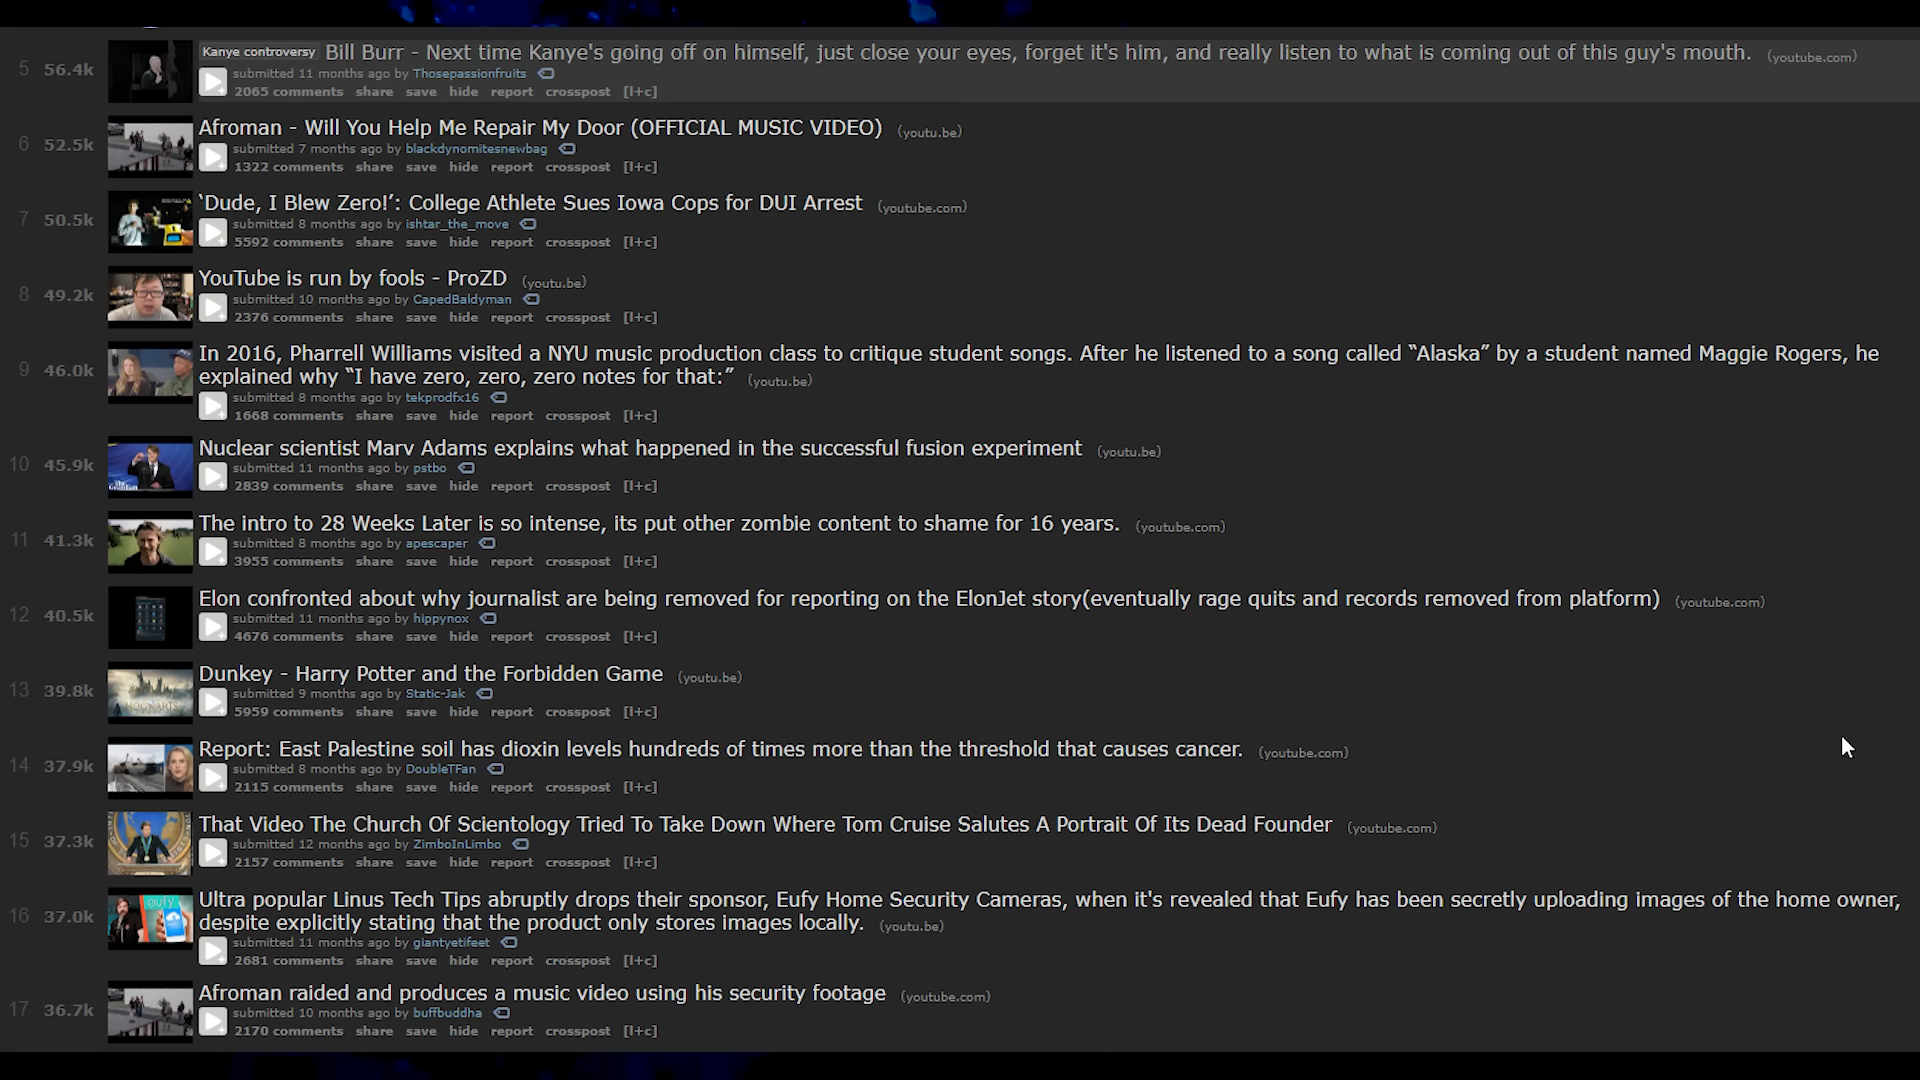 5 56.4k Kanye controversy Bill Burr - Next time Kanye's going off on himself, just close your eyes, forget it's him, and really listen to what is coming out of this guy's mouth. (youtube.com)
submitted 11 months ago by Thosepassionfruits
2065 comments share save hide report crosspost [l+c]
6 52.5k Afroman - Will You Help Me Repair My Door (OFFICIAL MUSIC VIDEO) (youtu.be)
submitted 7 months ago by blackdynomitesnewbag
1322 comments share save hide report crosspost [l+c]
7 50.5k ‘Dude, I Blew Zero!’: College Athlete Sues Iowa Cops for DUI Arrest (youtube.com)
submitted 8 months ago by ishtar_the_move
5592 comments share save hide report crosspost [l+c]
8 49.2k YouTube is run by fools - ProZD (youtu.be)
submitted 10 months ago by CapedBaldyman
2376 comments share save hide report crosspost [l+c]
9 46.0k In 2016, Pharrell Williams visited a NYU music production class to critique student songs. After he listened to a song called “Alaska” by a student named Maggie Rogers, he
explained why “I have zero, zero, zero notes for that:” (youtu.be)
submitted 8 months ago by tekprodfx16
1668 comments share save hide report crosspost [l+c]
10 45.9k Nuclear scientist Marv Adams explains what happened in the successful fusion experiment (youtu.be)
submitted 11 months ago by pstbo
The Guardian
2839 comments share save hide report crosspost [l+c]
11 41.3k The intro to 28 Weeks Later is so intense, its put other zombie content to shame for 16 years. (youtube.com)
submitted 8 months ago by apescaper
3955 comments share save hide report crosspost [l+c]
12 40.5k Elon confronted about why journalist are being removed for reporting on the ElonJet story(eventually rage quits and records removed from platform) (youtube.com)
submitted 11 months ago by hippynox
4676 comments share save hide report crosspost [l+c]
13 39.8k Dunkey - Harry Potter and the Forbidden Game (youtu.be)
submitted 9 months ago by Static-Jak
HOGWARTS
5959 comments share save hide report crosspost [l+c]
14 37.9k Report: East Palestine soil has dioxin levels hundreds of times more than the threshold that causes cancer. (youtube.com)
submitted 8 months ago by DoubleTFan
2115 comments share save hide report crosspost [l+c]
15 37.3k That Video The Church Of Scientology Tried To Take Down Where Tom Cruise Salutes A Portrait Of Its Dead Founder (youtube.com)
submitted 12 months ago by ZimboInLimbo
2157 comments share save hide report crosspost [l+c]
16 37.0k eufy Ultra popular Linus Tech Tips abruptly drops their sponsor, Eufy Home Security Cameras, when it's revealed that Eufy has been secretly uploading images of the home owner,
despite explicitly stating that the product only stores images locally. (youtu.be)
submitted 11 months ago by giantyetifeet
2681 comments share save hide report crosspost [l+c]
17 36.7k Afroman raided and produces a music video using his security footage (youtube.com)
submitted 10 months ago by buffbuddha
2170 comments share save hide report crosspost [l+c]